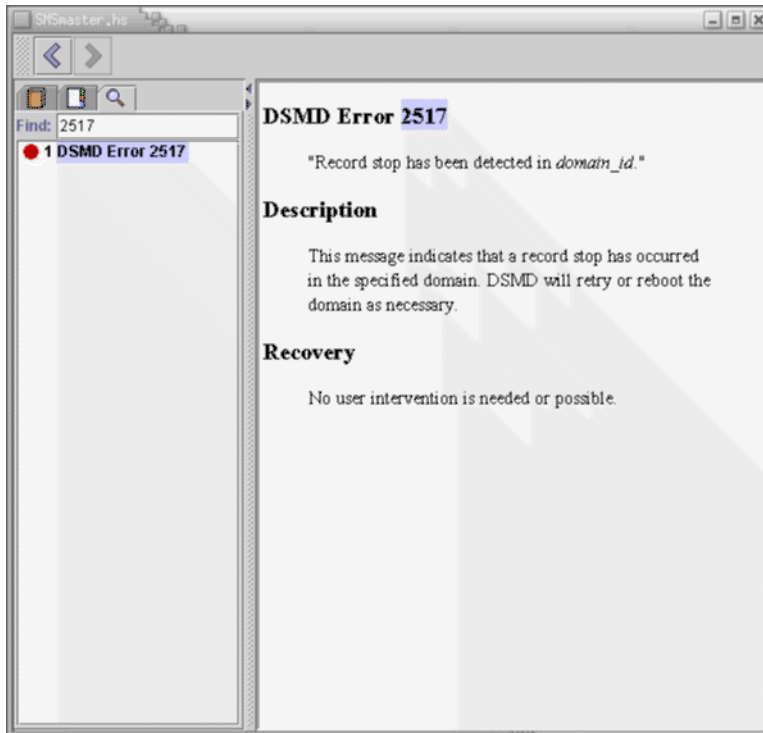 SMSmaster.hs
Find: 2517
1 DSMD Error 2517
DSMD Error 2517
"Record stop has been detected in domain_id."
Description
This message indicates that a record stop has occurred
in the specified domain. DSMD will retry or reboot the
domain as necessary.
Recovery
No user intervention is needed or possible.